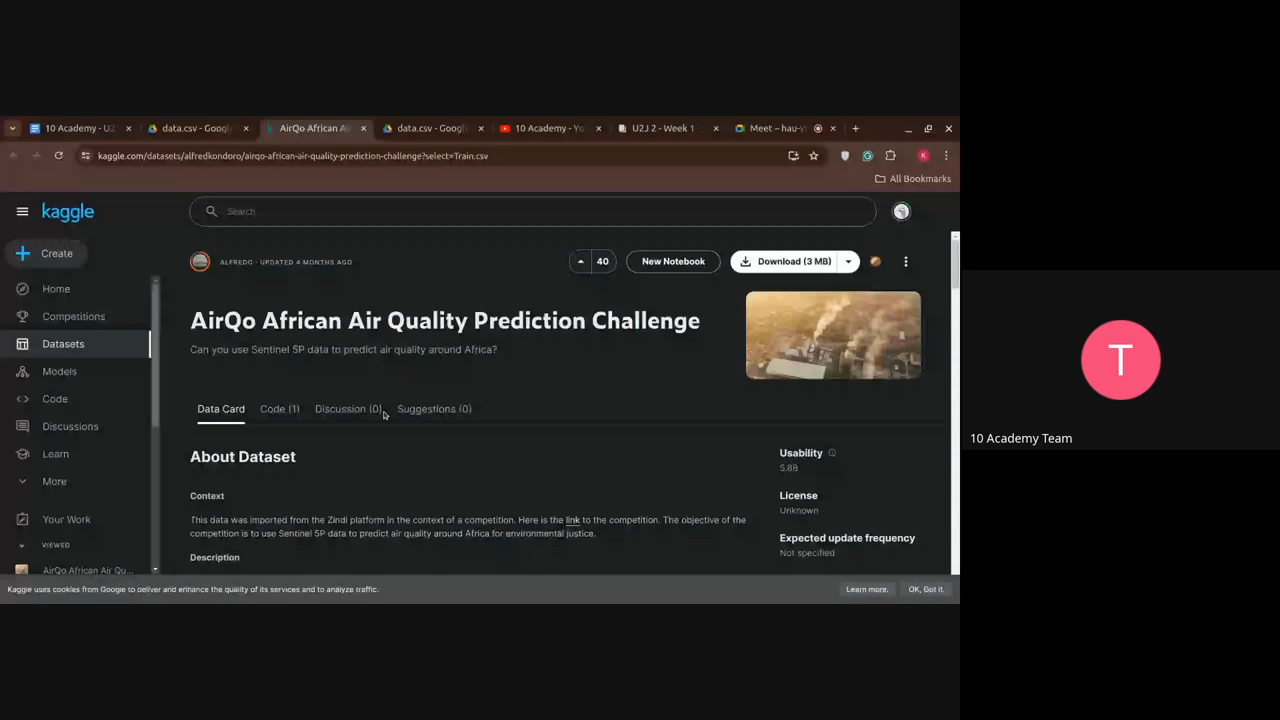 10 Academy - U2
data.csv - Google
AirQo African Ai
data.csv - Googl
10 Academy - Yo
U2J 2 - Week 1
Meet – hau-v
kaggle.com/datasets/alfredkondoro/airqo-african-air-quality-prediction-challenge?select=Train.csv
K
All Bookmarks
kaggle
Search
Create
Home
Competitions
Datasets
Models
Code
Discussions
Learn
More
Your Work
VIEWED
AirQo African Air Qu...
ALFREDO · UPDATED 4 MONTHS AGO
40
New Notebook
Download (3 MB)
AirQo African Air Quality Prediction Challenge
Can you use Sentinel 5P data to predict air quality around Africa?
Data Card
Code (1)
Discussion (0)
Suggestions (0)
About Dataset
Context
This data was imported from the Zindi platform in the context of a competition. Here is the link to the competition. The objective of the
competition is to use Sentinel 5P data to predict air quality around Africa for environmental justice.
Description
Usability
5.88
License
Unknown
Expected update frequency
Not specified
Kaggle uses cookies from Google to deliver and enhance the quality of its services and to analyze traffic.
Learn more.
OK, Got it.
T
10 Academy Team